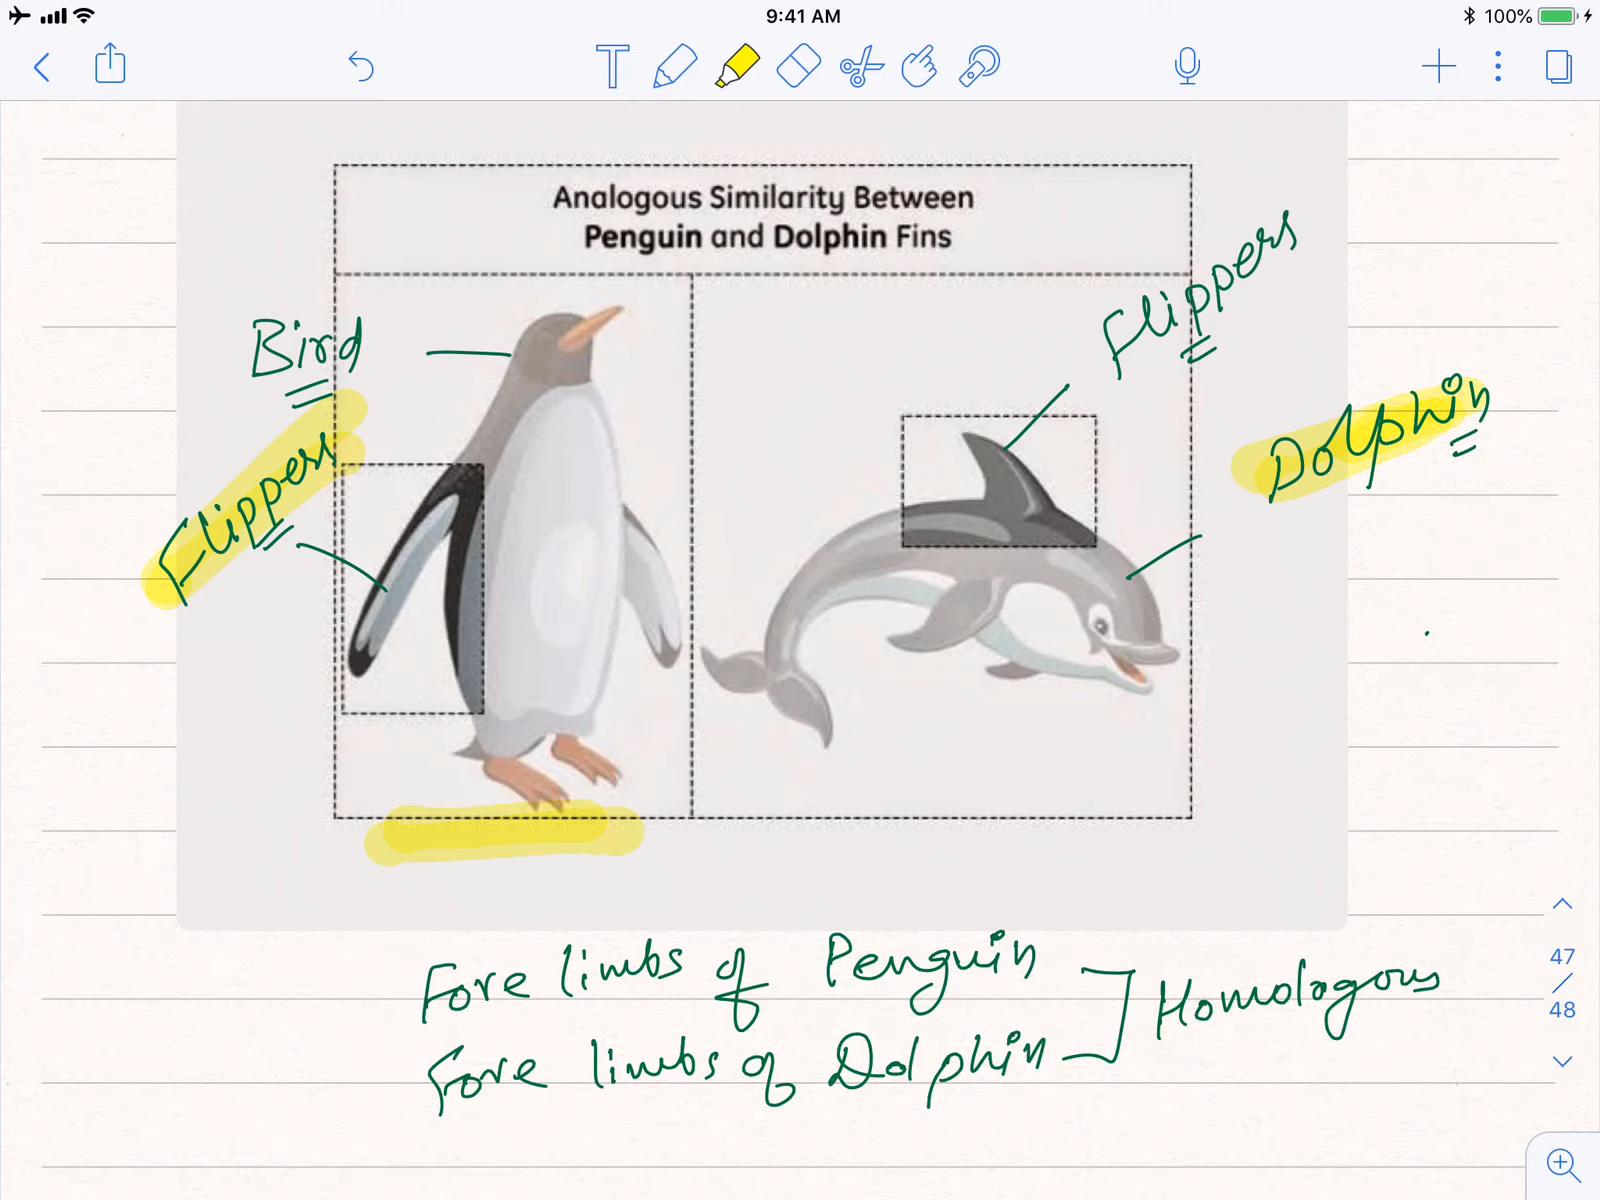 9:41 AM
100%
Analogous Similarity Between
Penguin and Dolphin Fins
Flippers
Bird
Dolphin
Flippers
Fore limbs of Penguin
Homologous
Fore limbs of Dolphin
47
/
48